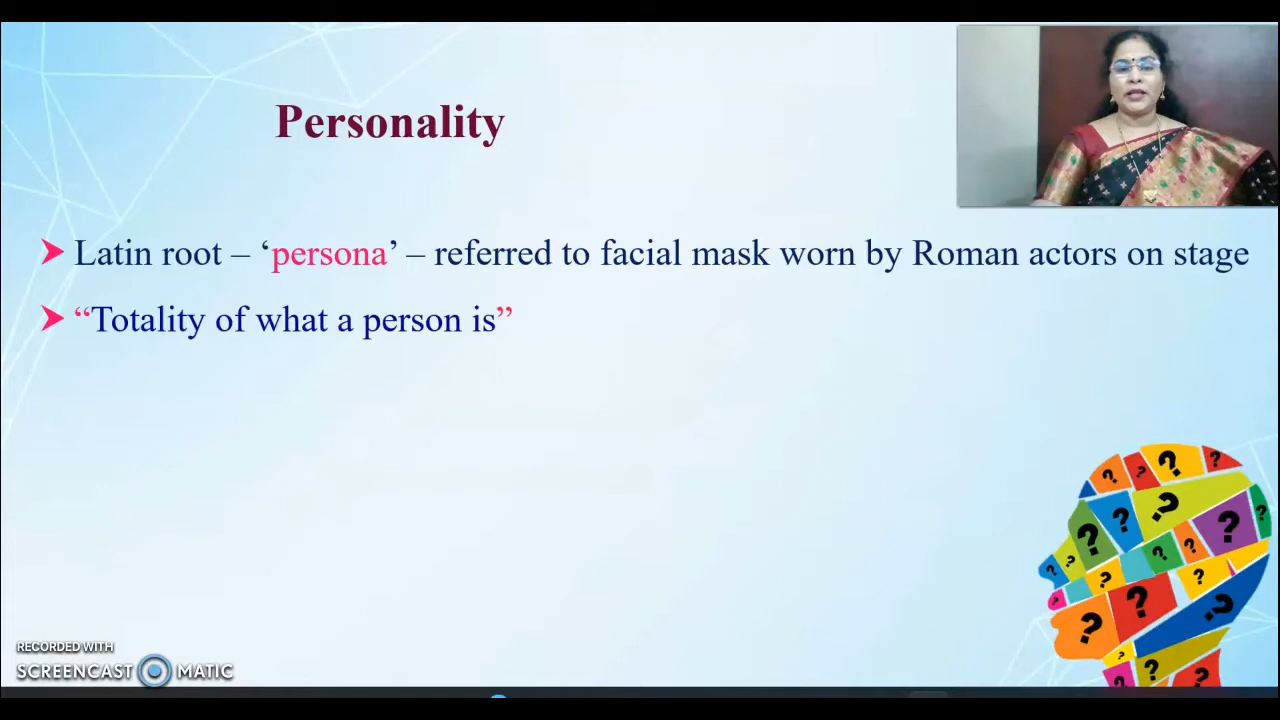 Personality
➤ Latin root – ‘persona’ – referred to facial mask worn by Roman actors on stage
➤ “Totality of what a person is”
? ? ? ?
? ? ? ?
? ? ? ? ?
? ? ? ?
? ? ?
? ? ? ?
RECORDED WITH
SCREENCAST MATIC